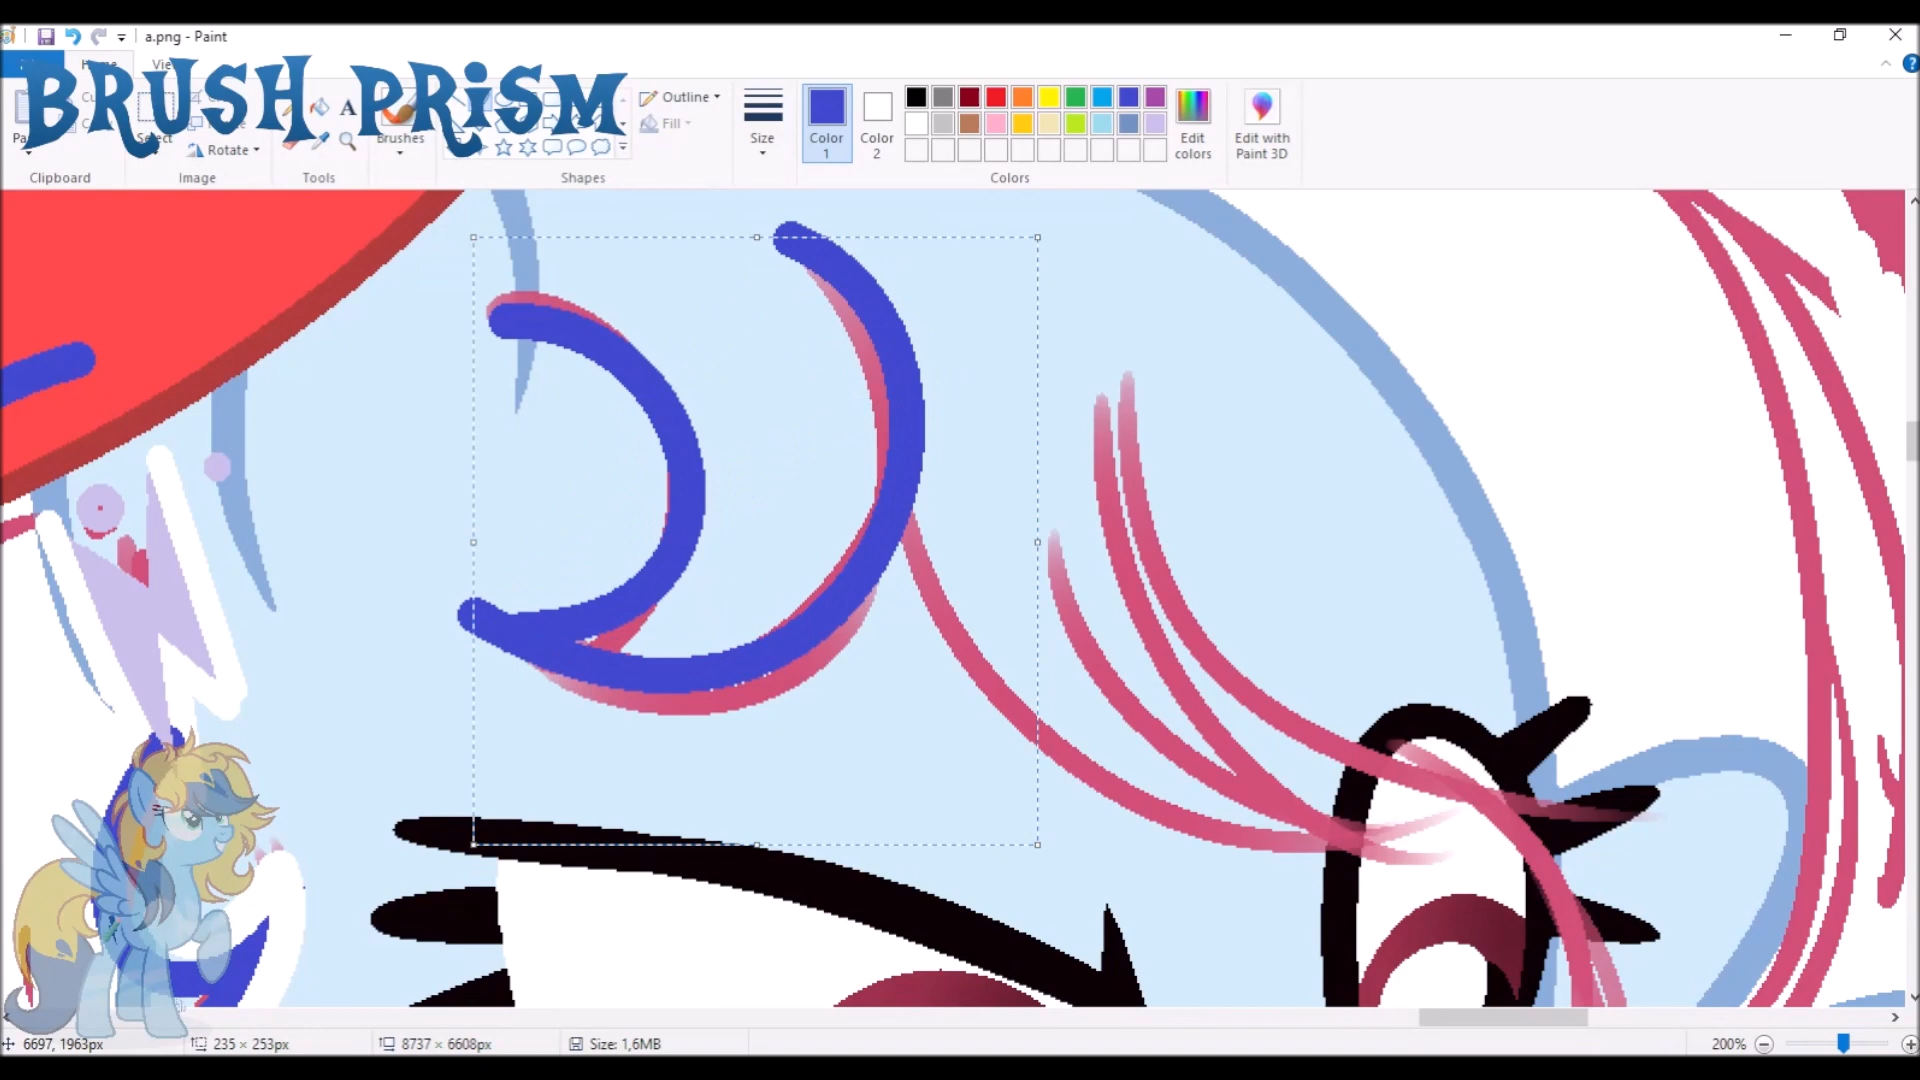 a.png - Paint
BRUSH PRISM
Rotate
Select
Brushes
Outline
Fill
Size
Color 1
Color 2
Edit colors
Edit with Paint 3D
Clipboard
Image
Tools
Shapes
Colors
6697, 1963px
235 × 253px
8737 × 6608px
Size: 1,6MB
200%